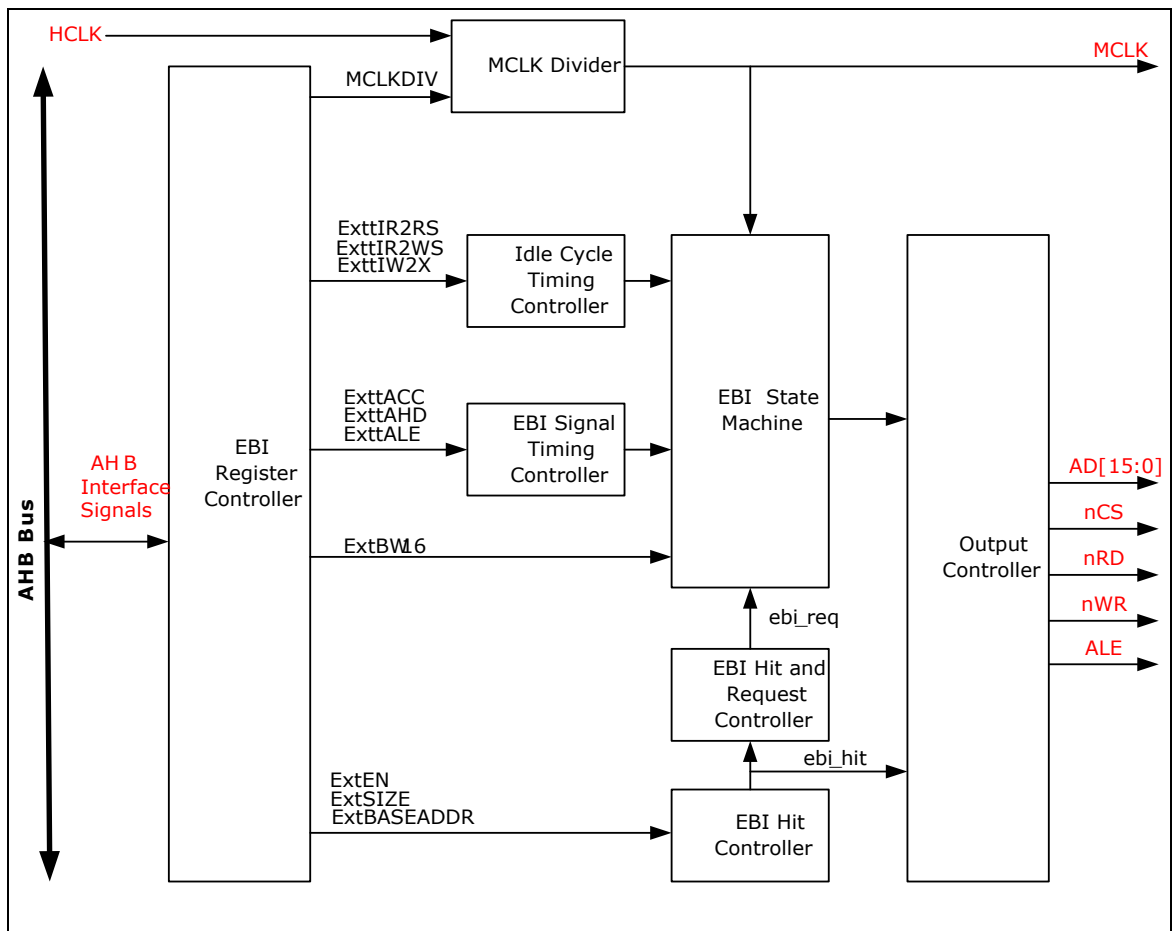 HCLK
MCLK Divider
MCLK
MCLKDIV
ExttIR2RS
ExttIR2WS
ExttIW2X
Idle Cycle
Timing
Controller
ExttACC
ExttAHD
ExttALE
EBI Signal
Timing
Controller
EBI State
Machine
EBI
Register
Controller
AHB
Interface
Signals
AHB Bus
ExtBW16
Output
Controller
AD[15:0]
nCS
nRD
nWR
ALE
ebi_req
EBI Hit and
Request
Controller
ebi_hit
ExtEN
ExtSIZE
ExtBASEADDR
EBI Hit
Controller